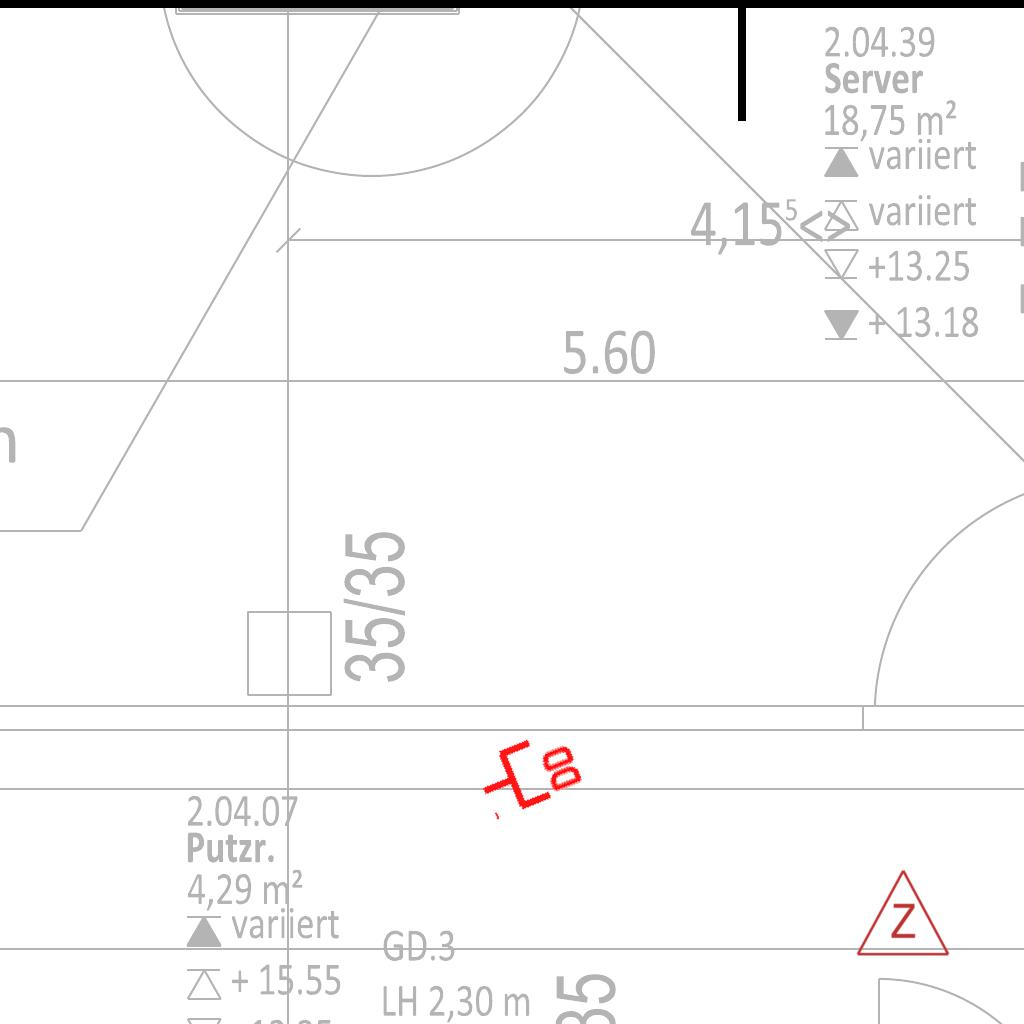 2.04.39
Server
18,75 m²
variiert
4,15⁵ <>
variiert
+13.25
5.60
+ 13.18
35/35
2.04.07
Putzr.
4,29 m²
variiert
Z
GD.3
+ 15.55
LH 2,30 m